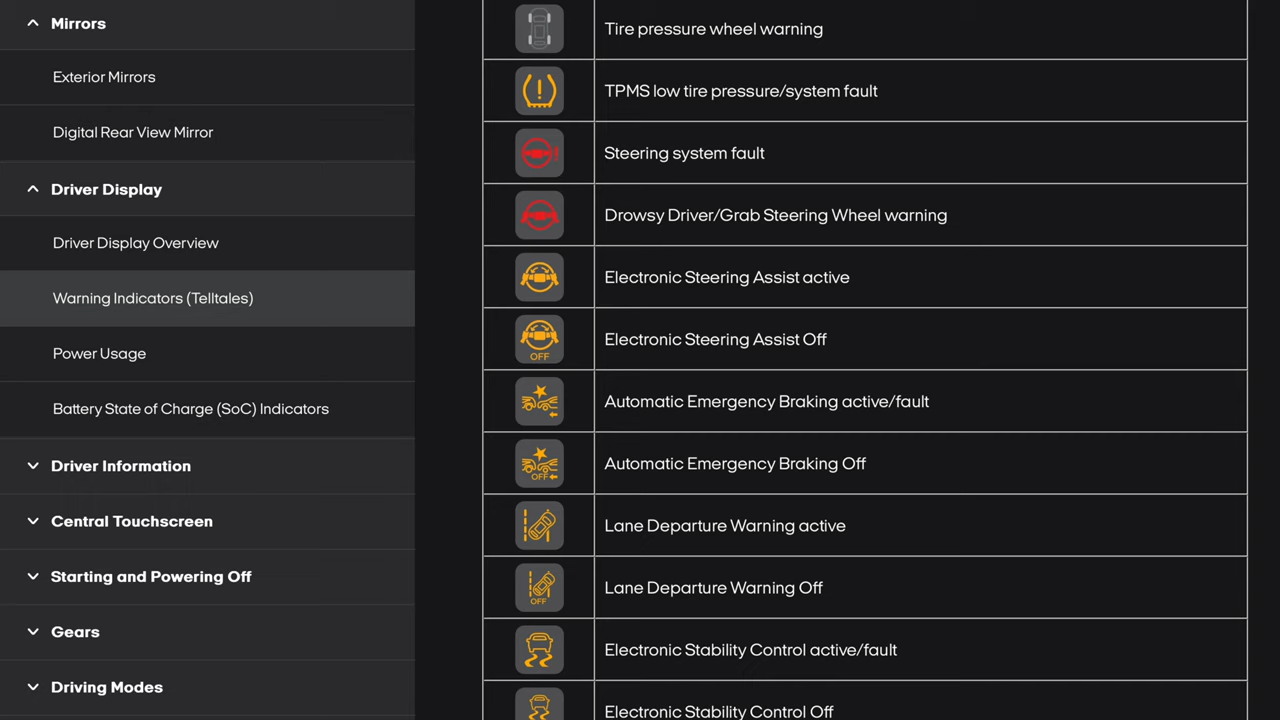 Mirrors
Exterior Mirrors
Digital Rear View Mirror
Driver Display
Driver Display Overview
Warning Indicators (Telltales)
Power Usage
Battery State of Charge (SoC) Indicators
Driver Information
Central Touchscreen
Starting and Powering Off
Gears
Driving Modes
Tire pressure wheel warning
TPMS low tire pressure/system fault
Steering system fault
Drowsy Driver/Grab Steering Wheel warning
Electronic Steering Assist active
OFF
Electronic Steering Assist Off
Automatic Emergency Braking active/fault
OFF
Automatic Emergency Braking Off
Lane Departure Warning active
OFF
Lane Departure Warning Off
Electronic Stability Control active/fault
Electronic Stability Control Off